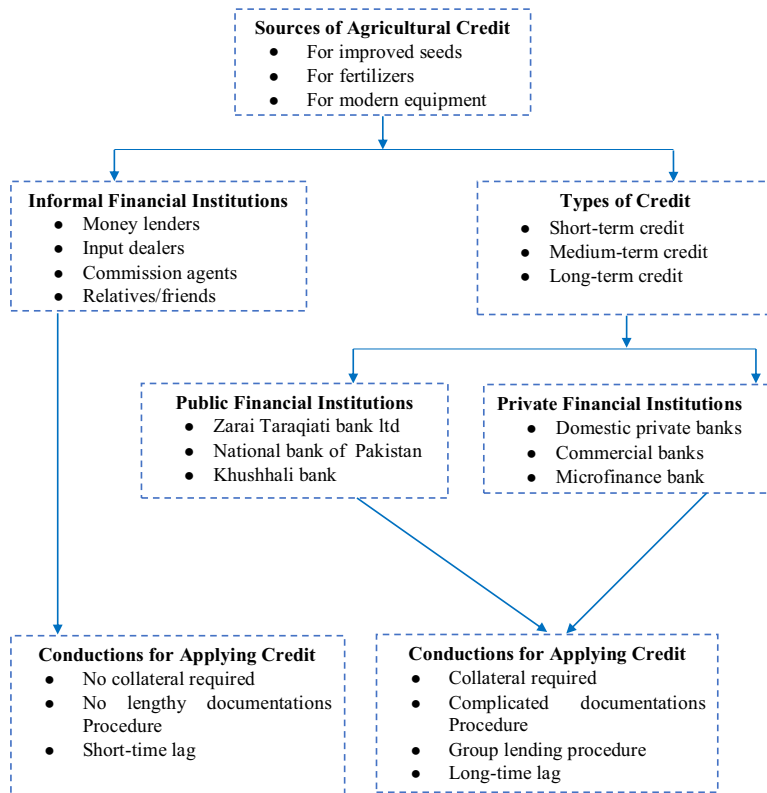 Sources of Agricultural Credit
● For improved seeds
● For fertilizers
● For modern equipment
Informal Financial Institutions
● Money lenders
● Input dealers
● Commission agents
● Relatives/friends
Types of Credit
● Short-term credit
● Medium-term credit
● Long-term credit
Public Financial Institutions
● Zarai Taraqiati bank ltd
● National bank of Pakistan
● Khushhali bank
Private Financial Institutions
● Domestic private banks
● Commercial banks
● Microfinance bank
Conductions for Applying Credit
● No collateral required
● No lengthy documentations
Procedure
● Short-time lag
Conductions for Applying Credit
● Collateral required
● Complicated documentations
Procedure
● Group lending procedure
● Long-time lag